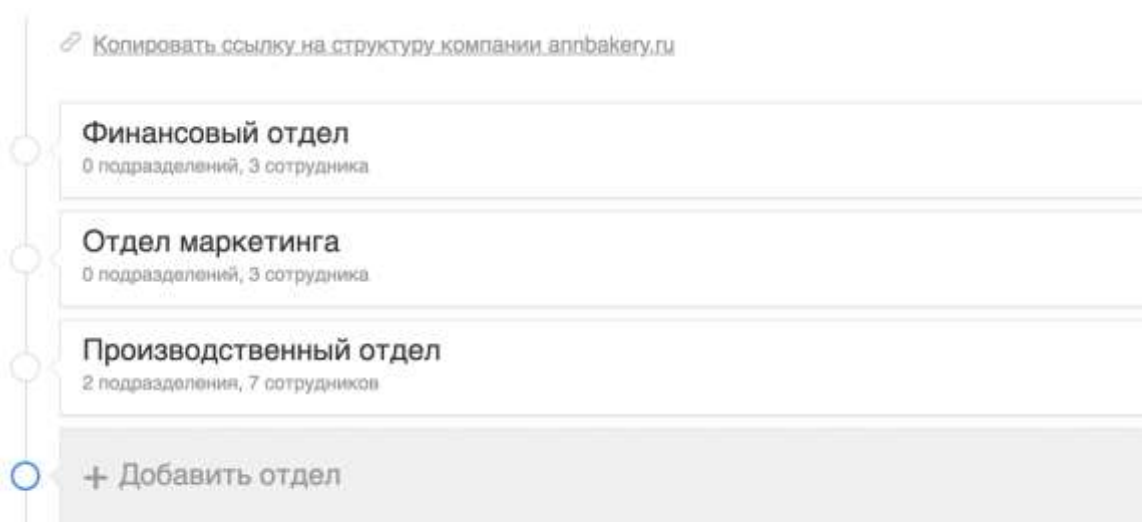 Копировать ссылку на структуру компании annbakery.ru
Финансовый отдел
0 подразделений, 3 сотрудника
Отдел маркетинга
0 подразделений, 3 сотрудника
Производственный отдел
2 подразделения, 7 сотрудников
+ Добавить отдел